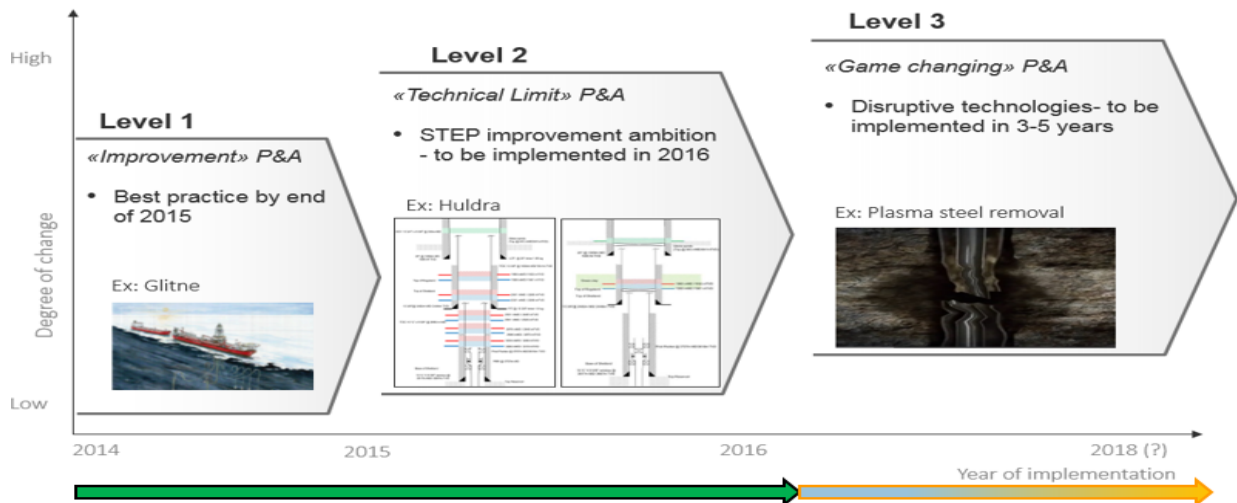 High
Degree of change
Low
Level 1
«Improvement» P&A
• Best practice by end
of 2015
Ex: Glitne
Level 2
«Technical Limit» P&A
• STEP improvement ambition
- to be implemented in 2016
Ex: Huldra
Level 3
«Game changing» P&A
• Disruptive technologies- to be
implemented in 3-5 years
Ex: Plasma steel removal
2014
2015
2016
2018 (?)
Year of implementation